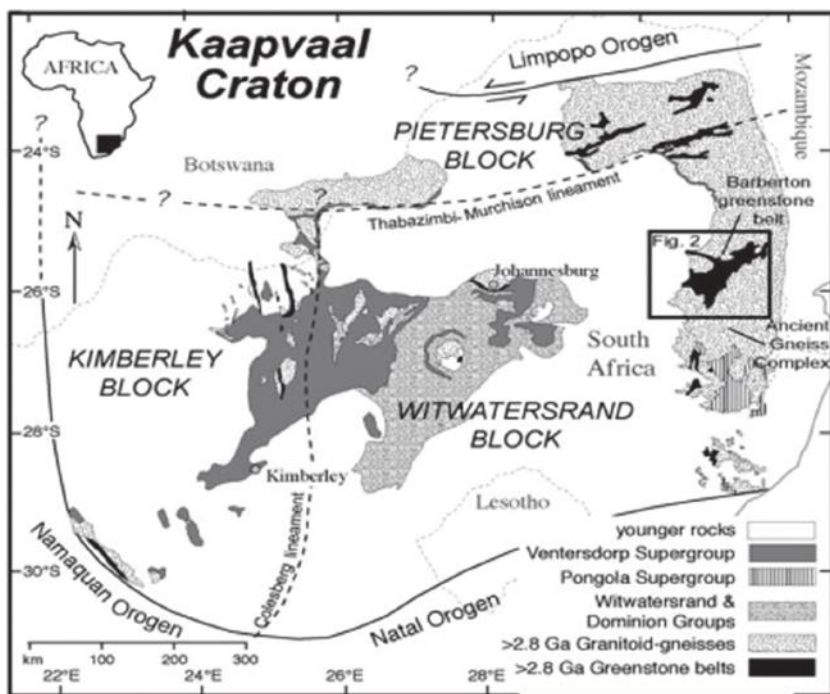 Kaapvaal
Craton
AFRICA
Limpopo Orogen
Mozambique
?
?
24°S
PIETERSBURG
BLOCK
Botswana
?
?
Thabazimbi-Murchison lineament
Barberton
greenstone
belt
N
Fig. 2
Johannesburg
26°S
South
Africa
Ancient
Gneiss
Complex
KIMBERLEY
BLOCK
WITWATERSRAND
BLOCK
28°S
Kimberley
Lesotho
Colesberg lineament
Namaquan Orogen
30°S
Natal Orogen
younger rocks
Ventersdorp Supergroup
Pongola Supergroup
Witwatersrand &
Dominion Groups
>2.8 Ga Granitoid-gneisses
>2.8 Ga Greenstone belts
km 100 200 300
22°E 24°E 26°E 28°E